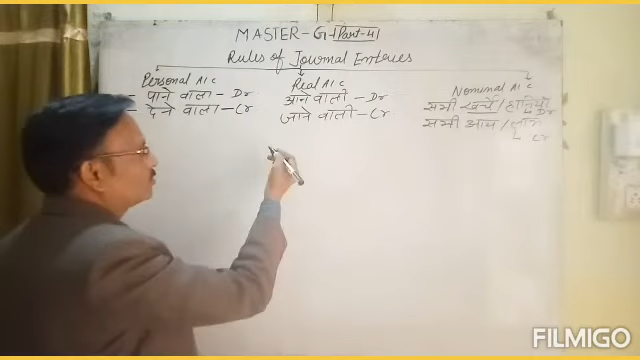 MASTER-G-Part-4
Rules of Journal Entries
Personal A/C
- पाने वाला - Dr
- देने वाला - Cr
Real A/C
आने वाली - Dr
जाने वाली - Cr
Nominal A/C
सभी खर्चे/हानियाँ
Dr
सभी आय/लाभ
Cr
FILMIGO